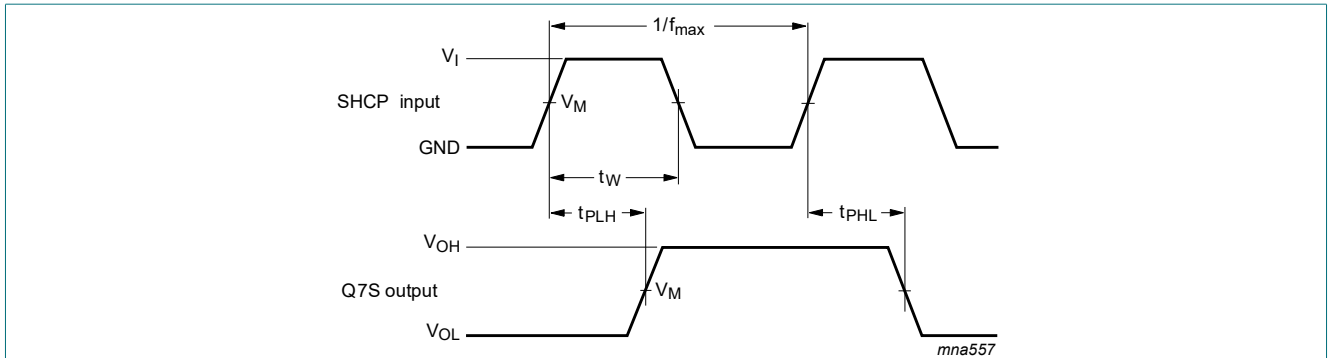 1/fmax
VI
SHCP input
VM
GND
tW
tPLH
tPHL
VOH
Q7S output
VM
VOL
mna557